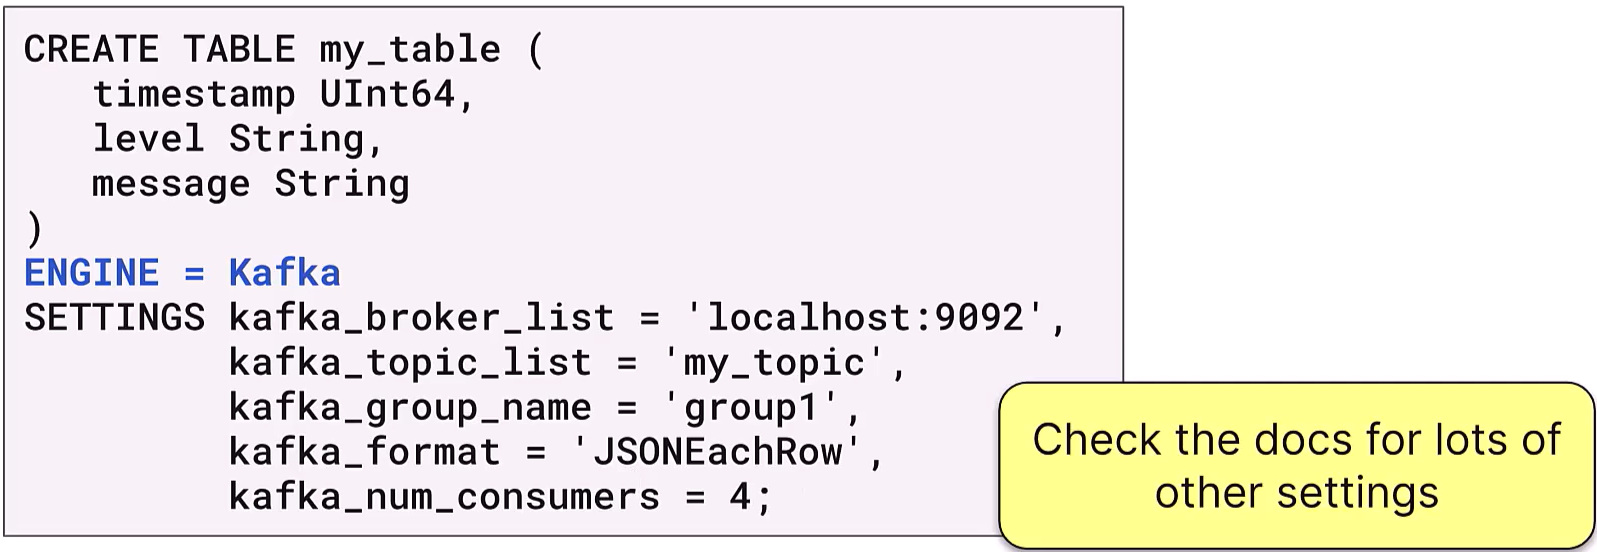 CREATE TABLE my_table (
   timestamp UInt64,
   level String,
   message String
)
ENGINE = Kafka
SETTINGS kafka_broker_list = 'localhost:9092',
         kafka_topic_list = 'my_topic',
         kafka_group_name = 'group1',
         kafka_format = 'JSONEachRow',
         kafka_num_consumers = 4;
Check the docs for lots of
other settings